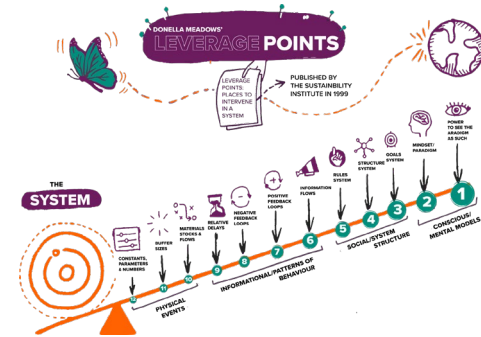 DONELLA MEADOWS'
LEVERAGE POINTS
LEVERAGE
POINTS:
PLACES TO
INTERVENE
IN A
SYSTEM
PUBLISHED BY
THE SUSTAINABILITY
INSTITUTE IN 1999
THE
SYSTEM
CONSTANTS,
PARAMETERS
& NUMBERS
BUFFER
SIZES
MATERIALS
STOCKS &
FLOWS
RELATIVE
DELAYS
NEGATIVE
FEEDBACK
LOOPS
POSITIVE
FEEDBACK
LOOPS
INFORMATION
FLOWS
RULES
SYSTEM
STRUCTURE
SYSTEM
GOALS
SYSTEM
MINDSET/
PARADIGM
POWER
TO SEE THE
ARADIGM
AS SUCH
12
11
10
9
8
7
6
5
4
3
2
1
PHYSICAL
EVENTS
INFORMATIONAL/PATTERNS OF
BEHAVIOUR
SOCIAL/SYSTEM
STRUCTURE
CONSCIOUS/
MENTAL MODELS